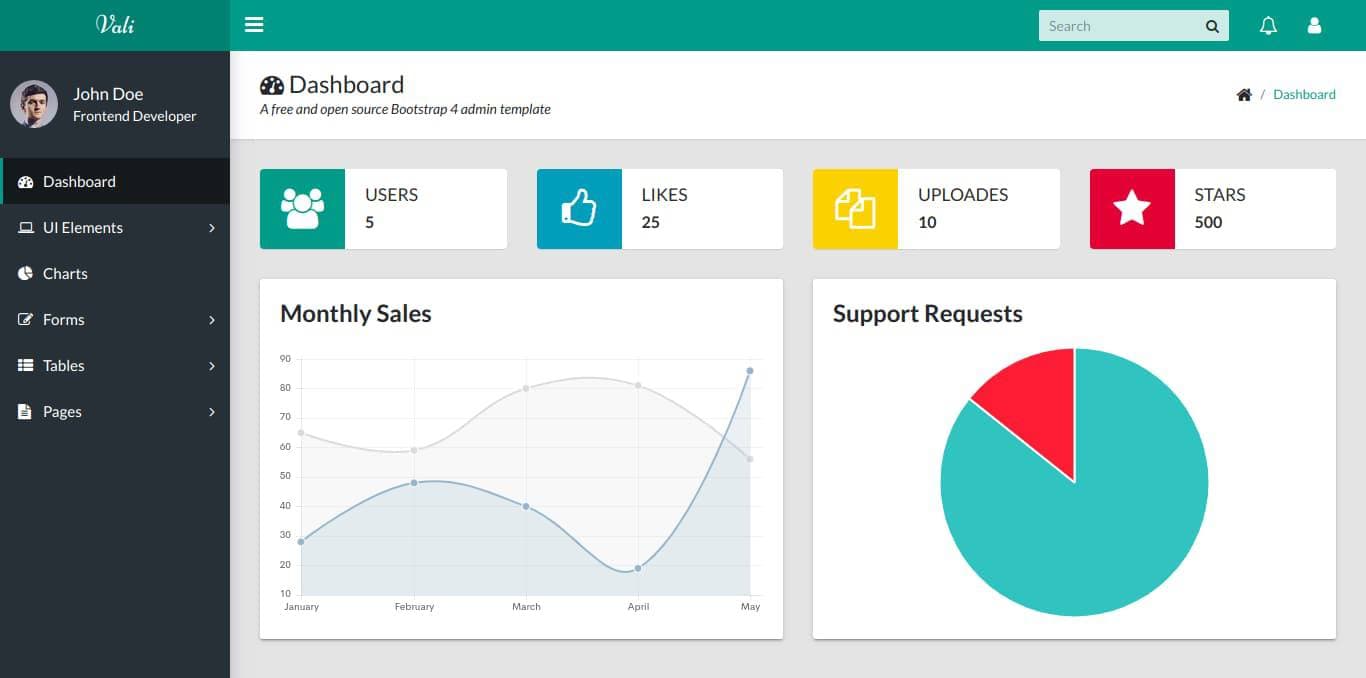 Vali
Search
John Doe
Frontend Developer
Dashboard
UI Elements
Charts
Forms
Tables
Pages
Dashboard
A free and open source Bootstrap 4 admin template
/ Dashboard
USERS
5
LIKES
25
UPLOADES
10
STARS
500
Monthly Sales
90
80
70
60
50
40
30
20
10
January February March April May
Support Requests